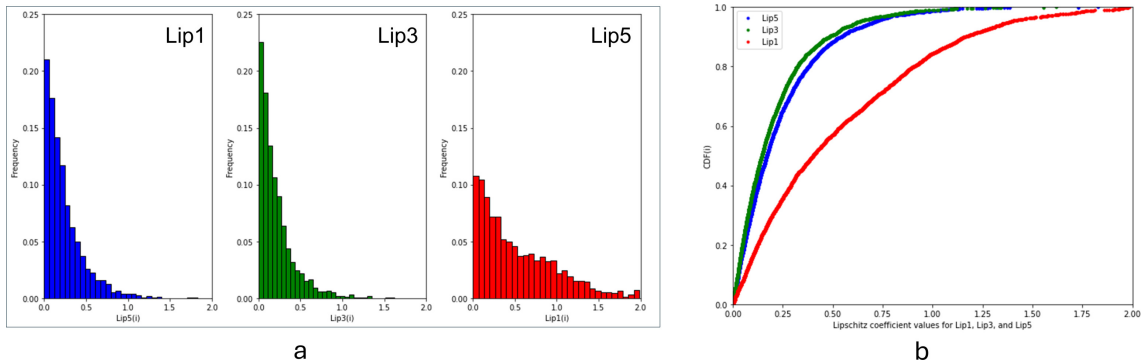 Lip1
Lip3
Lip5
0.25
0.20
0.15
0.10
0.05
0.00
Frequency
0.0 0.5 1.0 1.5 2.0
Lip5(i)
0.25
0.20
0.15
0.10
0.05
0.00
Frequency
0.0 0.5 1.0 1.5 2.0
Lip3(i)
0.25
0.20
0.15
0.10
0.05
0.00
Frequency
0.0 0.5 1.0 1.5 2.0
Lip1(i)
a
Lip5
Lip3
Lip1
1.0
0.8
0.6
0.4
0.2
0.0
CDF(i)
0.00 0.25 0.50 0.75 1.00 1.25 1.50 1.75 2.00
Lipschitz coefficient values for Lip1, Lip3, and Lip5
b